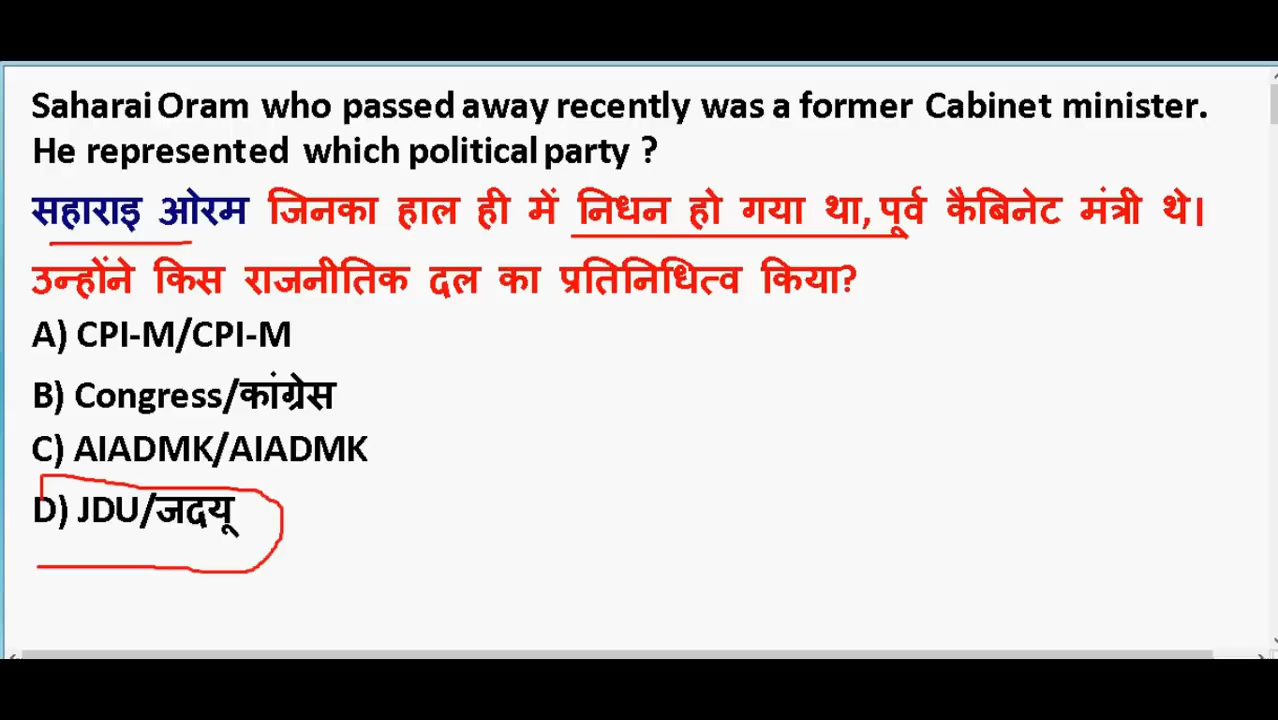 Saharai Oram who passed away recently was a former Cabinet minister.
He represented which political party ?
सहाराइ ओरम जिनका हाल ही में निधन हो गया था, पूर्व कैबिनेट मंत्री थे।
उन्होंने किस राजनीतिक दल का प्रतिनिधित्व किया?
A) CPI-M/CPI-M
B) Congress/कांग्रेस
C) AIADMK/AIADMK
D) JDU/जदयू